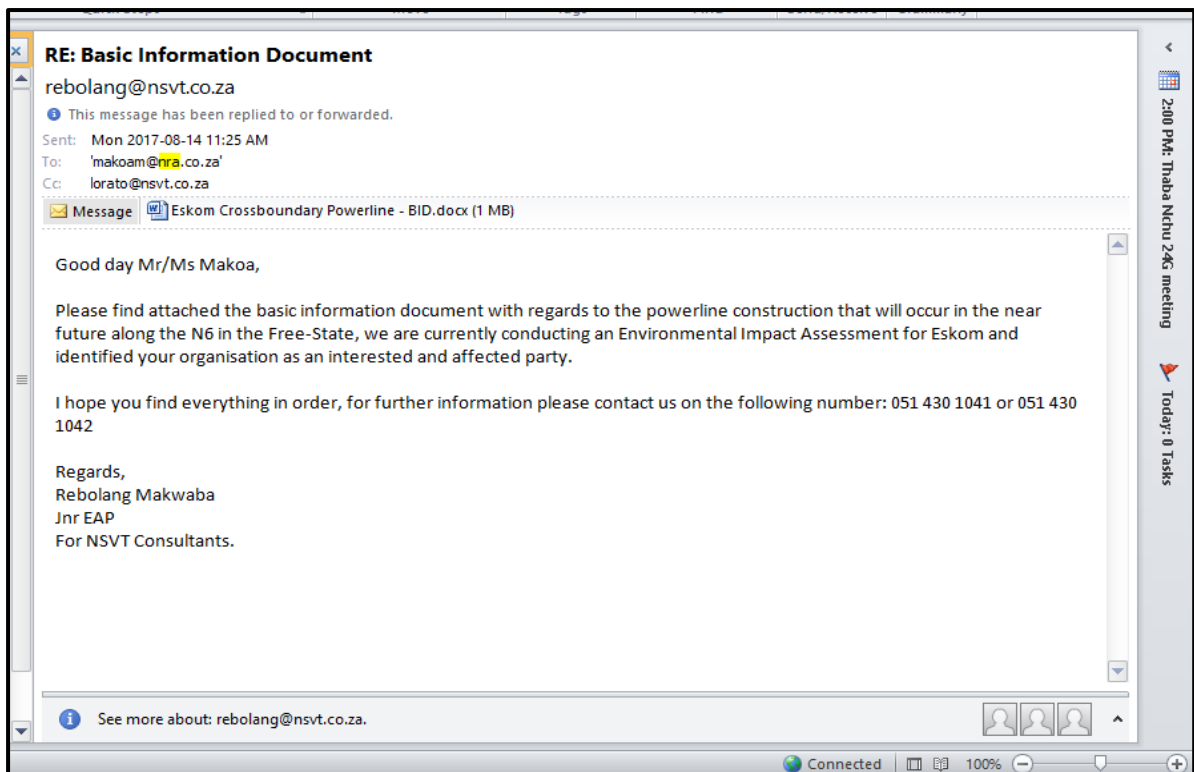 RE: Basic Information Document
rebolang@nsvt.co.za
This message has been replied to or forwarded.
Sent: Mon 2017-08-14 11:25 AM
To: 'makoam@nra.co.za'
Cc: lorato@nsvt.co.za
Message Eskom Crossboundary Powerline - BID.docx (1 MB)
Good day Mr/Ms Makoa,
Please find attached the basic information document with regards to the powerline construction that will occur in the near
future along the N6 in the Free-State, we are currently conducting an Environmental Impact Assessment for Eskom and
identified your organisation as an interested and affected party.
I hope you find everything in order, for further information please contact us on the following number: 051 430 1041 or 051 430
1042
Regards,
Rebolang Makwaba
Jnr EAP
For NSVT Consultants.
See more about: rebolang@nsvt.co.za.
Connected 100%
2:00 PM: Thaba Nchu 24G meeting
Today: 0 Tasks